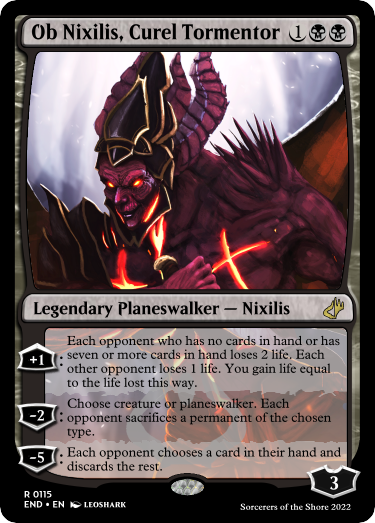 Ob Nixilis, Curel Tormentor 1
Legendary Planeswalker — Nixilis
+1: Each opponent who has no cards in hand or has
seven or more cards in hand loses 2 life. Each
other opponent loses 1 life. You gain life equal
to the life lost this way.
-2: Choose creature or planeswalker. Each
opponent sacrifices a permanent of the chosen
type.
-5: Each opponent chooses a card in their hand and
discards the rest.
3
R 0115
END • EN LEOSHARK
Sorcerers of the Shore 2022